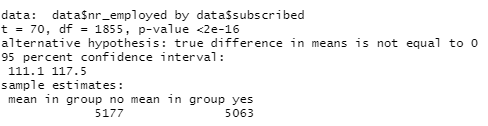 data:  data$nr_employed by data$subscribed
t = 70, df = 1855, p-value <2e-16
alternative hypothesis: true difference in means is not equal to 0
95 percent confidence interval:
 111.1 117.5
sample estimates:
 mean in group no mean in group yes
             5177              5063